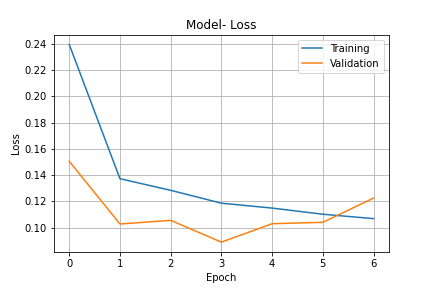 Model- Loss
Training
Validation
0.24
0.22
0.20
0.18
0.16
0.14
0.12
0.10
Loss
0 1 2 3 4 5 6
Epoch